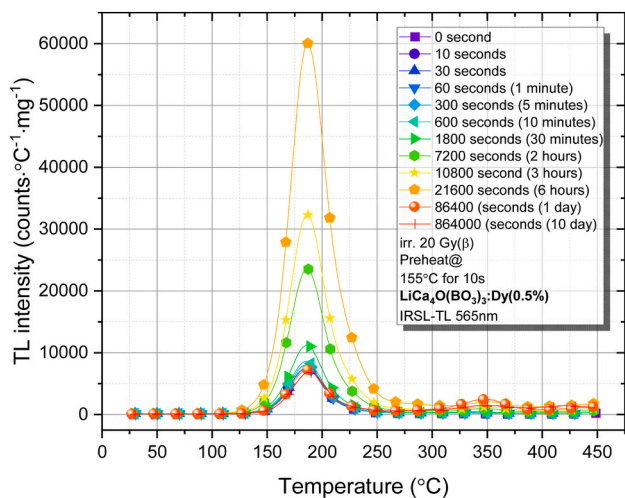 60000
50000
40000
30000
20000
10000
0
TL intensity (counts·°C⁻¹·mg⁻¹)
0 second
10 seconds
30 seconds
60 seconds (1 minute)
300 seconds (5 minutes)
600 seconds (10 minutes)
1800 seconds (30 minutes)
7200 seconds (2 hours)
10800 second (3 hours)
21600 seconds (6 hours)
86400 (seconds (1 day)
864000 (seconds (10 day)
irr. 20 Gy(β)
Preheat@
155°C for 10s
LiCa₄O(BO₃)₃:Dy(0.5%)
IRSL-TL 565nm
0 50 100 150 200 250 300 350 400 450
Temperature (°C)